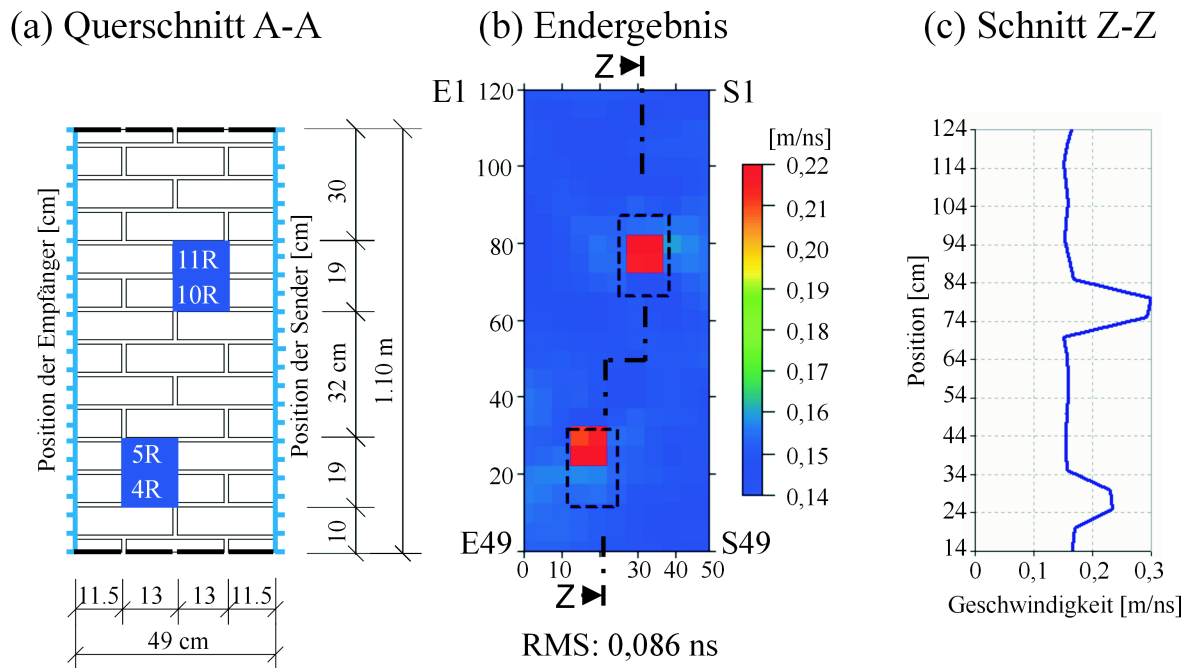 (a) Querschnitt A-A
Position der Empfänger [cm]
11R
10R
5R
4R
Position der Sender [cm]
30
19
32 cm
19
10
1.10 m
11.5
13
13
11.5
49 cm
(b) Endergebnis
Z
E1
S1
120
100
80
60
40
20
0
E49
S49
0
10
20
30
40
50
Z
RMS: 0,086 ns
[m/ns]
0,22
0,21
0,20
0,19
0,18
0,17
0,16
0,15
0,14
(c) Schnitt Z-Z
Position [cm]
124
114
104
94
84
74
64
54
44
34
24
14
0
0,1
0,2
0,3
Geschwindigkeit [m/ns]